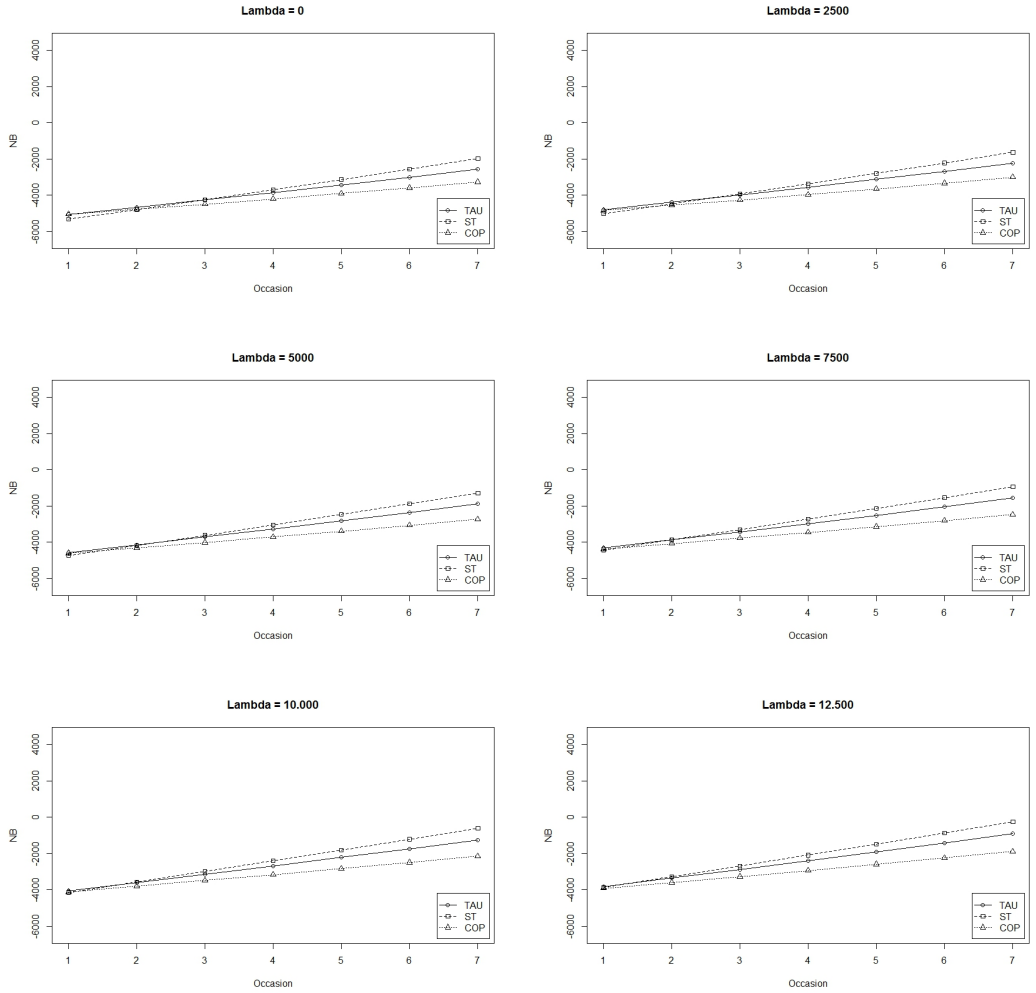 Lambda = 0
NB
4000
2000
0
-2000
-4000
-6000
1 2 3 4 5 6 7
Occasion
TAU
ST
COP
Lambda = 2500
NB
4000
2000
0
-2000
-4000
-6000
1 2 3 4 5 6 7
Occasion
TAU
ST
COP
Lambda = 5000
NB
4000
2000
0
-2000
-4000
-6000
1 2 3 4 5 6 7
Occasion
TAU
ST
COP
Lambda = 7500
NB
4000
2000
0
-2000
-4000
-6000
1 2 3 4 5 6 7
Occasion
TAU
ST
COP
Lambda = 10.000
NB
4000
2000
0
-2000
-4000
-6000
1 2 3 4 5 6 7
Occasion
TAU
ST
COP
Lambda = 12.500
NB
4000
2000
0
-2000
-4000
-6000
1 2 3 4 5 6 7
Occasion
TAU
ST
COP